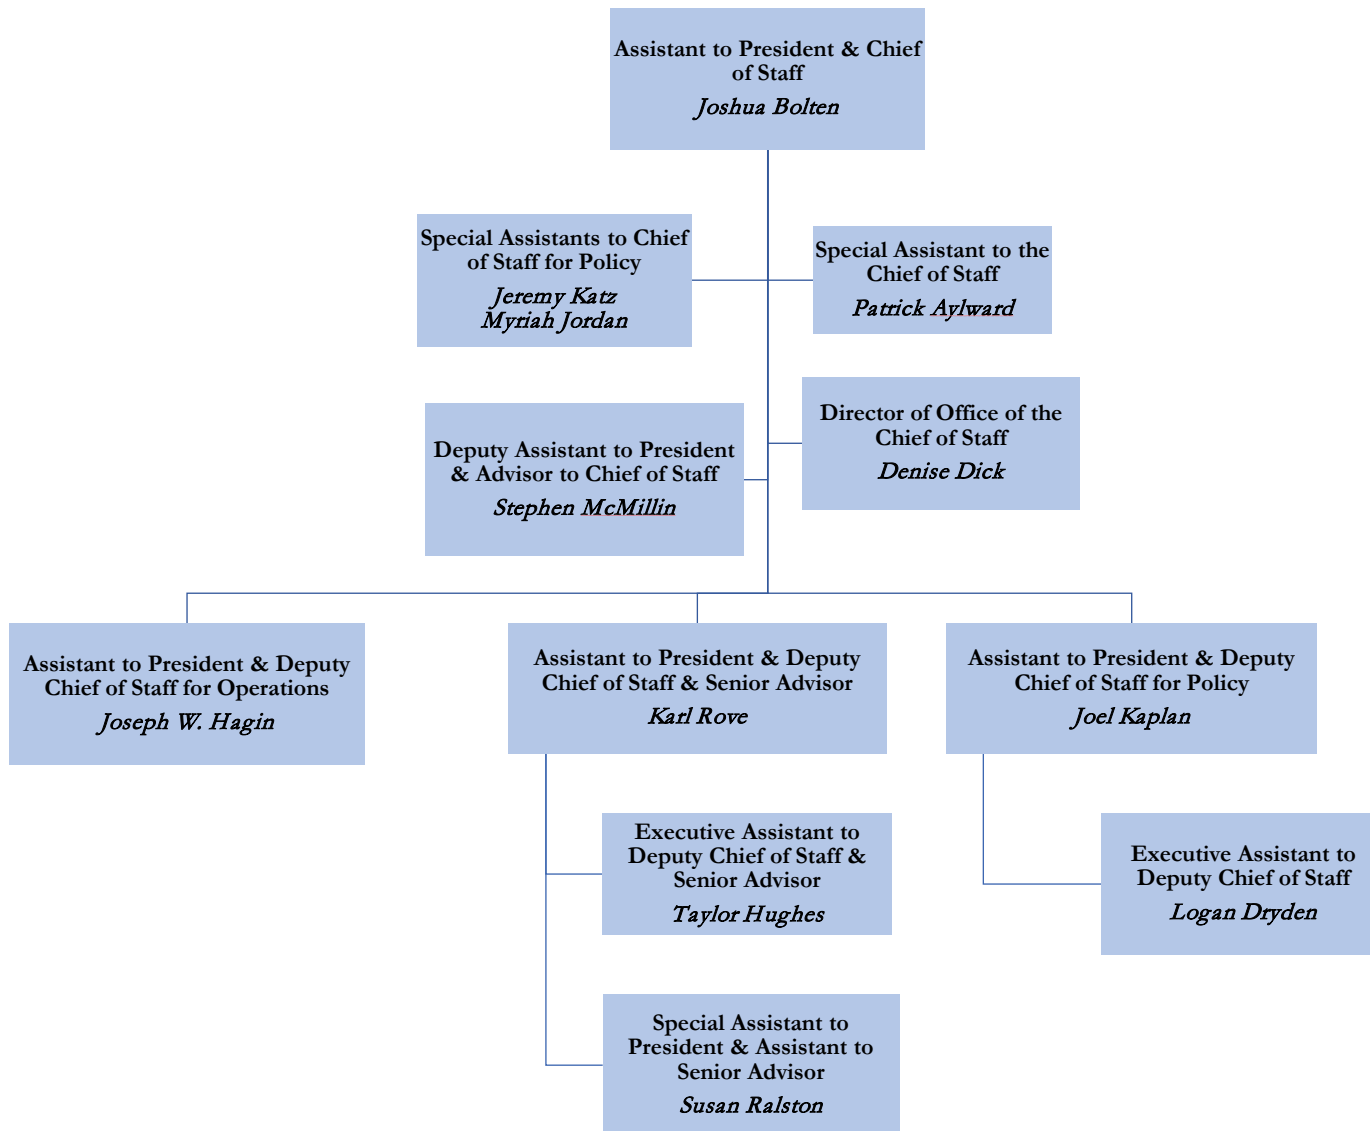 Assistant to President & Chief
of Staff
Joshua Bolten
Special Assistants to Chief
of Staff for Policy
Jeremy Katz
Myriah Jordan
Special Assistant to the
Chief of Staff
Patrick Aylward
Deputy Assistant to President
& Advisor to Chief of Staff
Stephen McMillin
Director of Office of the
Chief of Staff
Denise Dick
Assistant to President & Deputy
Chief of Staff for Operations
Joseph W. Hagin
Assistant to President & Deputy
Chief of Staff & Senior Advisor
Karl Rove
Assistant to President & Deputy
Chief of Staff for Policy
Joel Kaplan
Executive Assistant to
Deputy Chief of Staff &
Senior Advisor
Taylor Hughes
Executive Assistant to
Deputy Chief of Staff
Logan Dryden
Special Assistant to
President & Assistant to
Senior Advisor
Susan Ralston